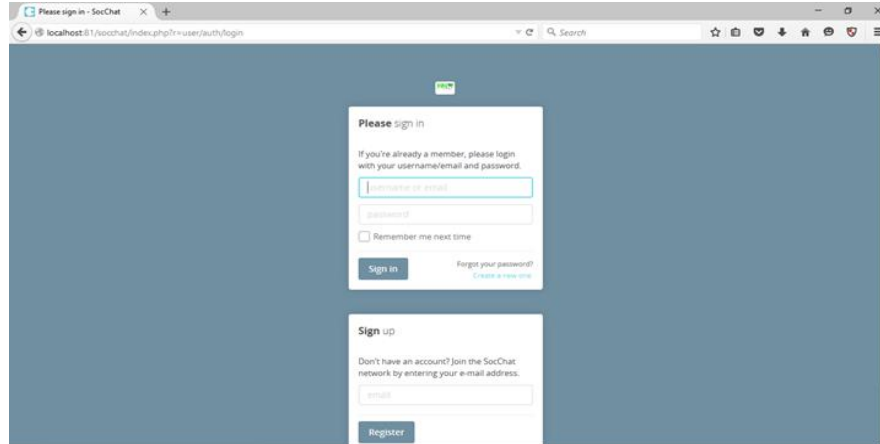 Please sign in - SocChat
localhost:81/socchat/index.php?r=user/auth/login
Search
Please sign in
If you're already a member, please login
with your username/email and password.
username or email
password
Remember me next time
Sign in
Forgot your password?
Create a new one
Sign up
Don't have an account? Join the SocChat
network by entering your e-mail address.
email
Register